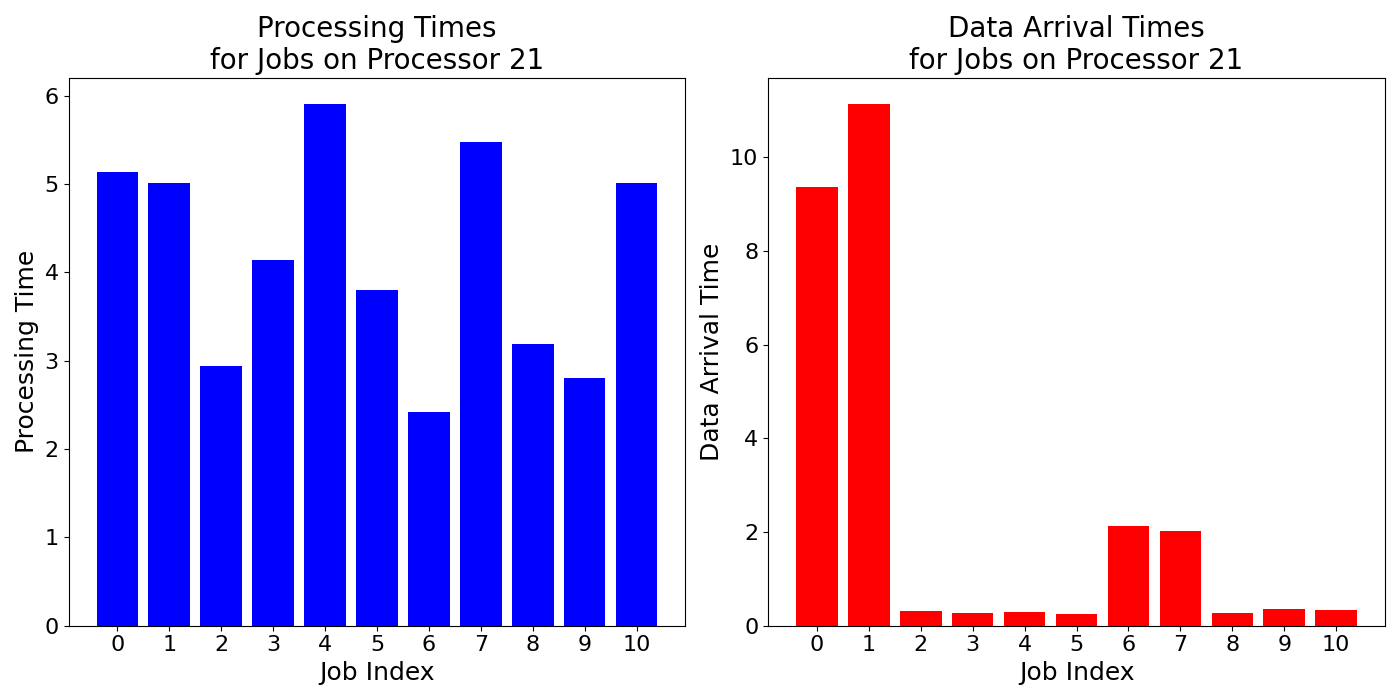 Processing Times
for Jobs on Processor 21
Processing Time
6
5
4
3
2
1
0
0 1 2 3 4 5 6 7 8 9 10
Job Index
Data Arrival Times
for Jobs on Processor 21
Data Arrival Time
10
8
6
4
2
0
0 1 2 3 4 5 6 7 8 9 10
Job Index